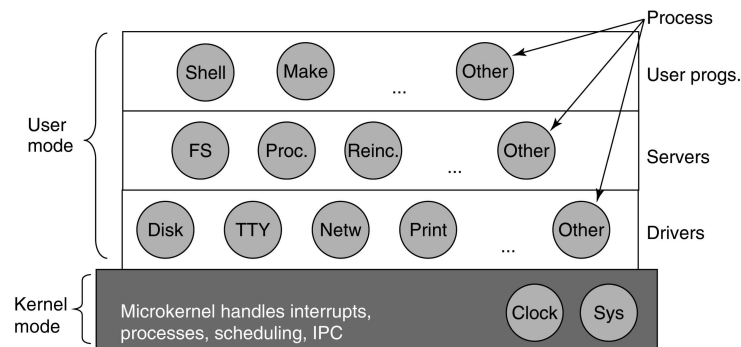 Process
Shell Make ... Other User progs.
User
mode
FS Proc. Reinc. ... Other Servers
Disk TTY Netw Print ... Other Drivers
Kernel
mode
Microkernel handles interrupts,
processes, scheduling, IPC
Clock Sys